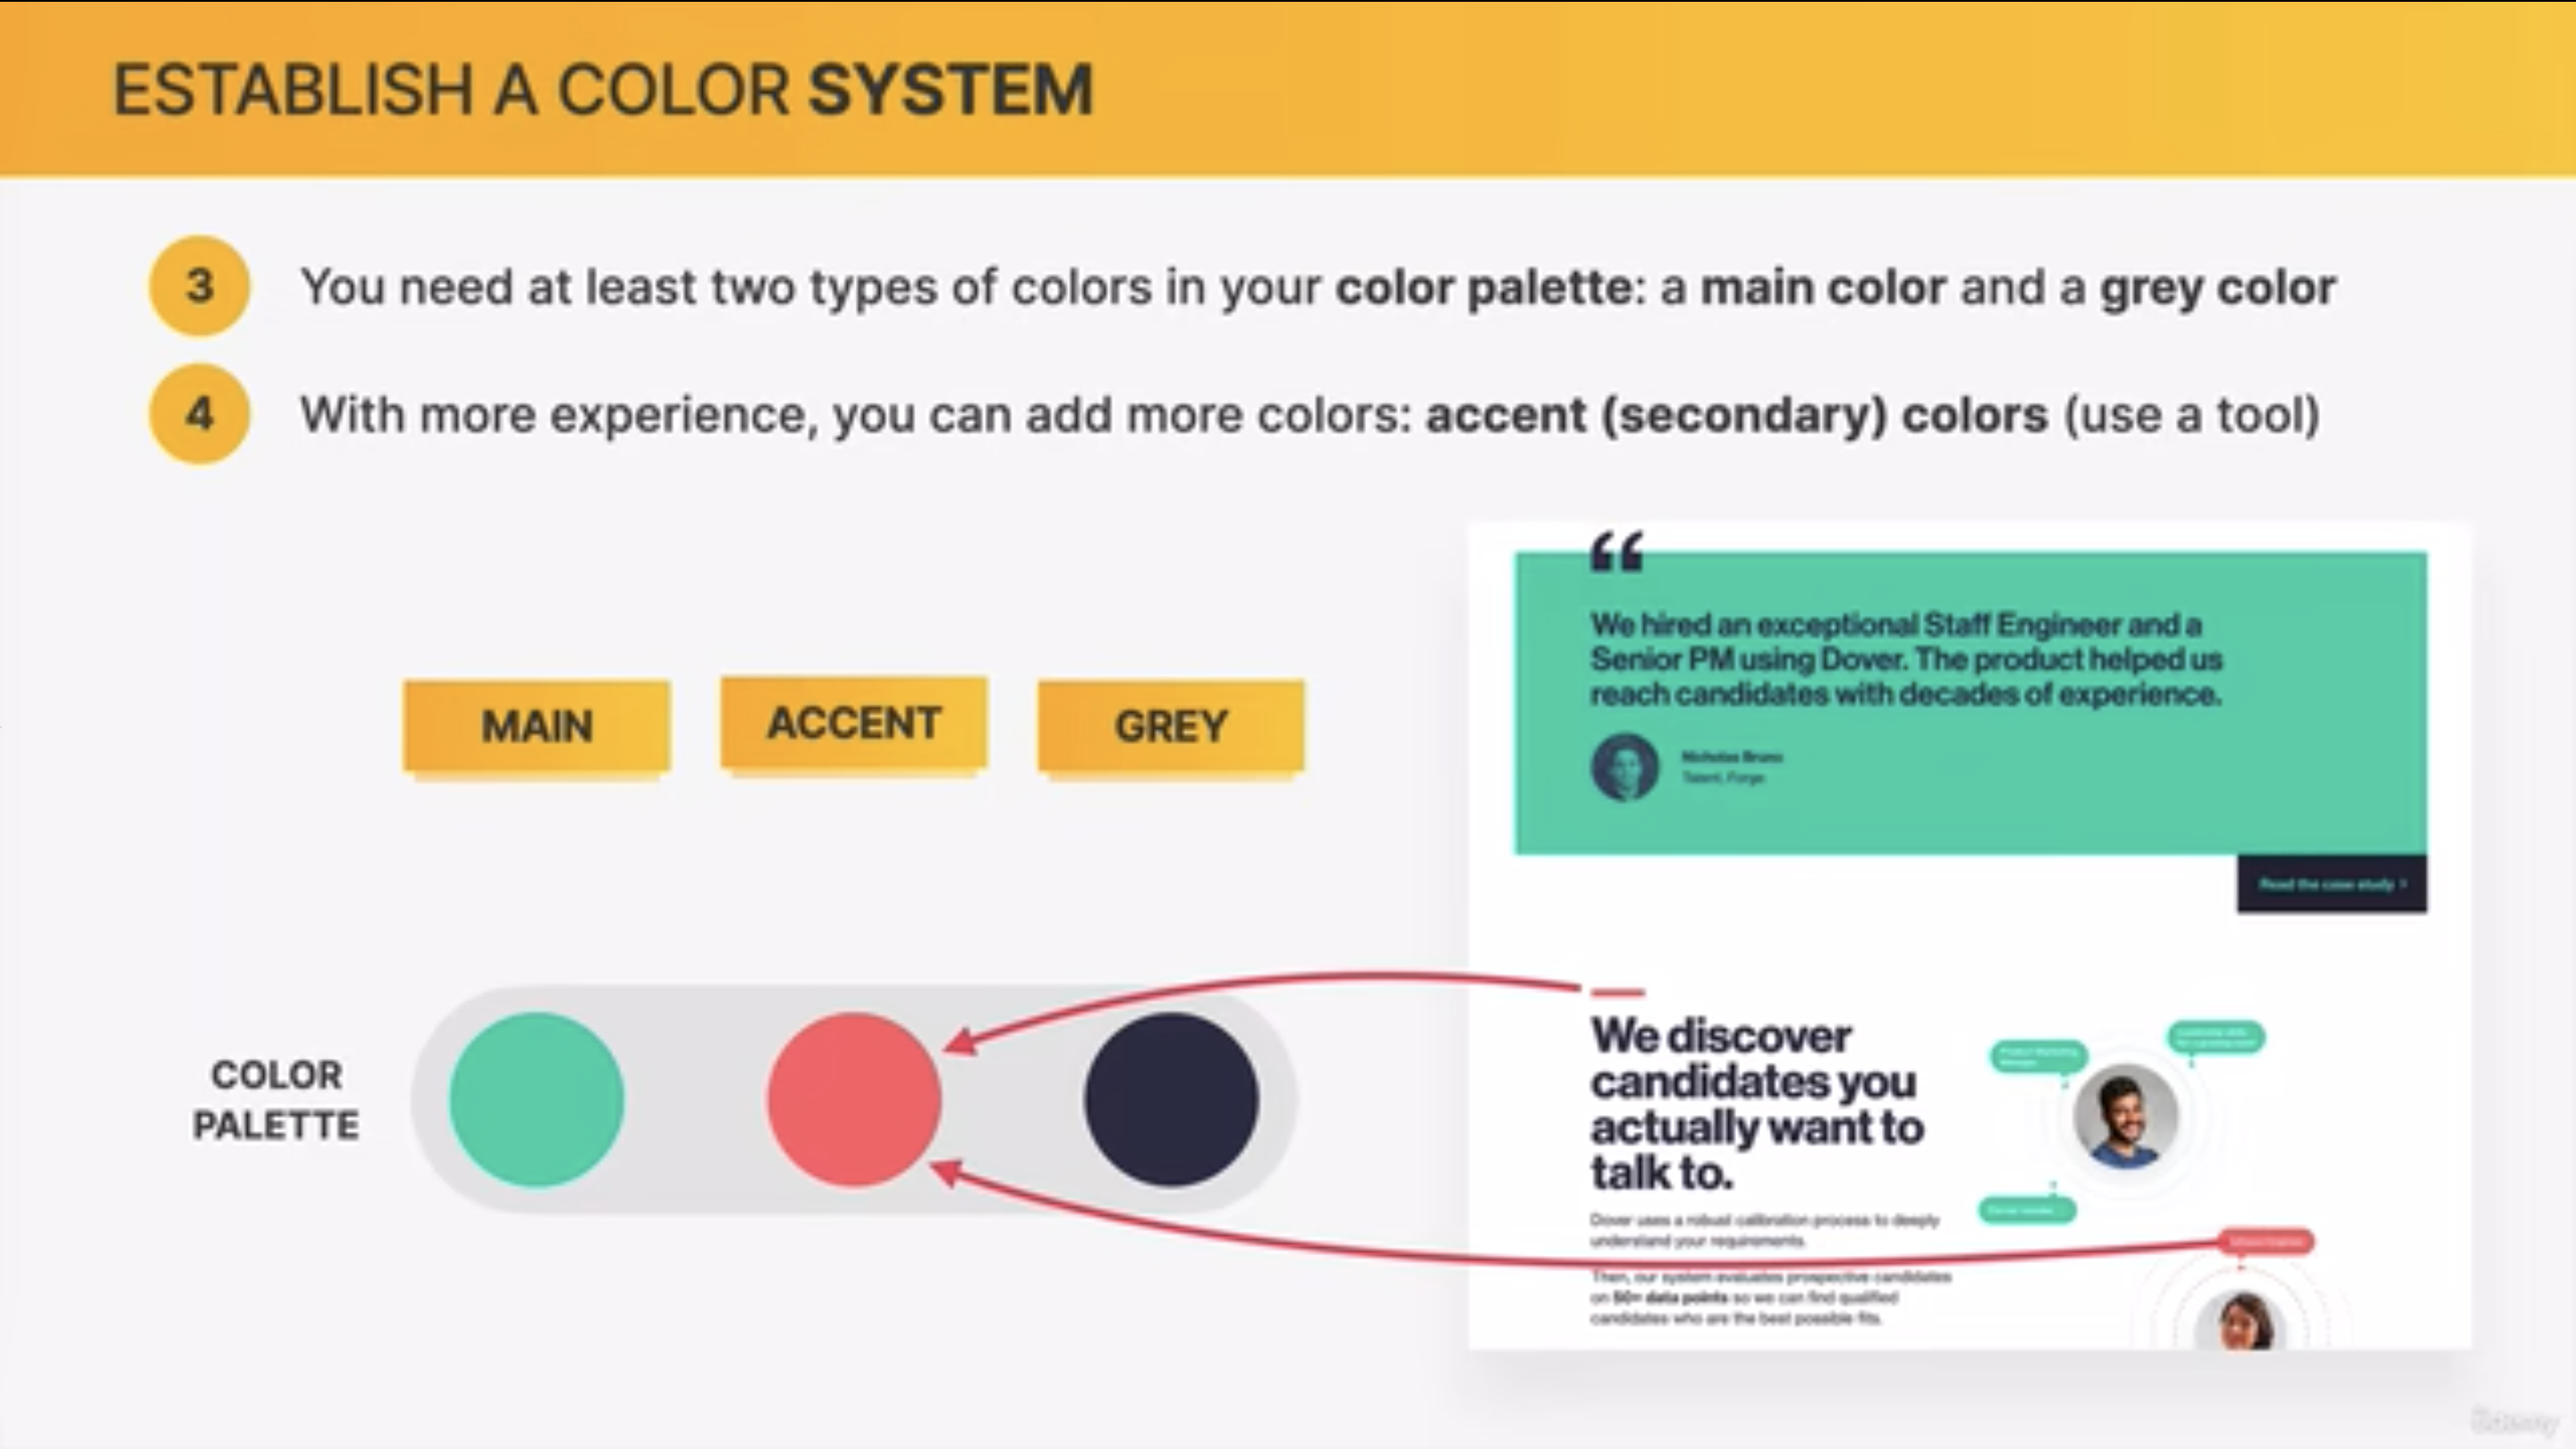 ESTABLISH A COLOR SYSTEM
3
You need at least two types of colors in your color palette: a main color and a grey color
4
With more experience, you can add more colors: accent (secondary) colors (use a tool)
MAIN
ACCENT
GREY
COLOR
PALETTE
“
We hired an exceptional Staff Engineer and a
Senior PM using Dover. The product helped us
reach candidates with decades of experience.
Nicholas Bruno
Talent, Forge
Read the case study ›
We discover
candidates you
actually want to
talk to.
Dover uses a robust calibration process to deeply
understand your requirements.
Then, our system evaluates prospective candidates
on 50+ data points so we can find qualified
candidates who are the best possible fits.
Udemy